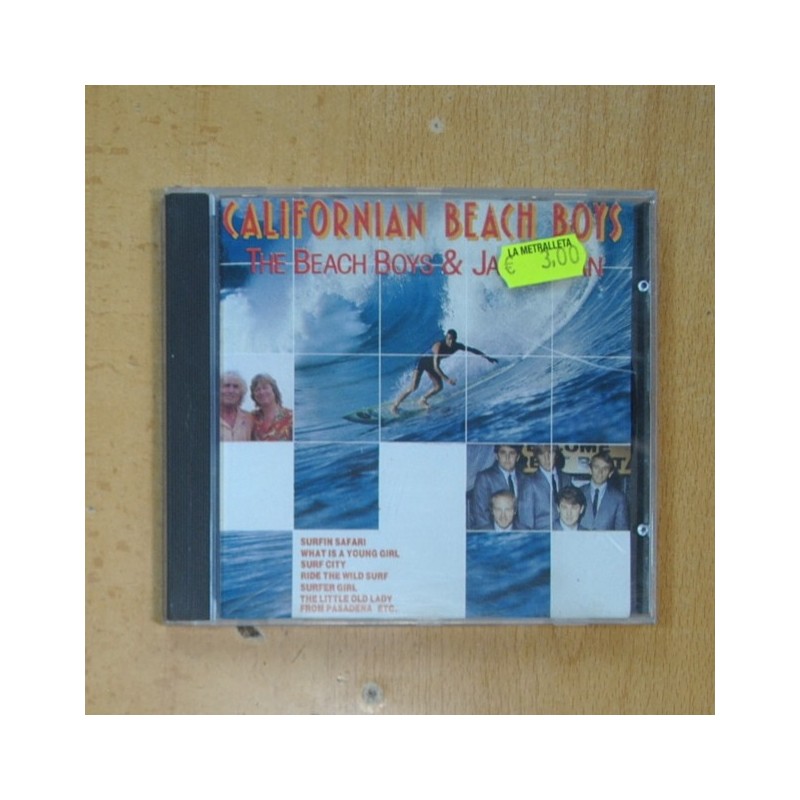 CALIFORNIAN BEACH BOYS
THE BEACH BOYS & JA AN
LA METRALLETA
€ 3,00
SURFIN SAFARI
WHAT IS A YOUNG GIRL
SURF CITY
RIDE THE WILD SURF
SURFER GIRL
THE LITTLE OLD LADY
FROM PASADENA ETC.